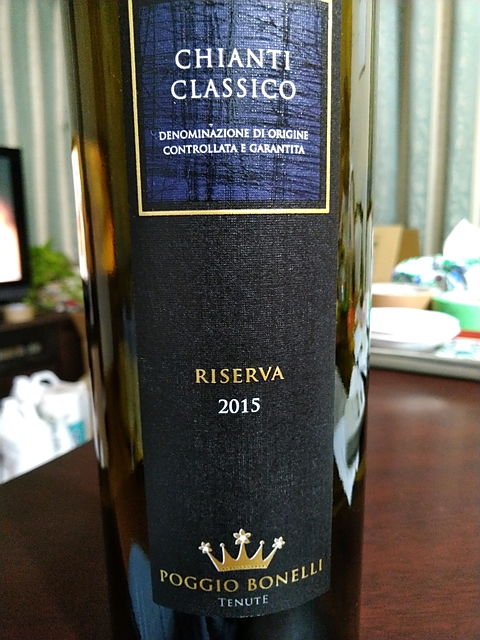 CHIANTI
CLASSICO
DENOMINAZIONE DI ORIGINE
CONTROLLATA E GARANTITA
RISERVA
2015
POGGIO BONELLI
TENUTE